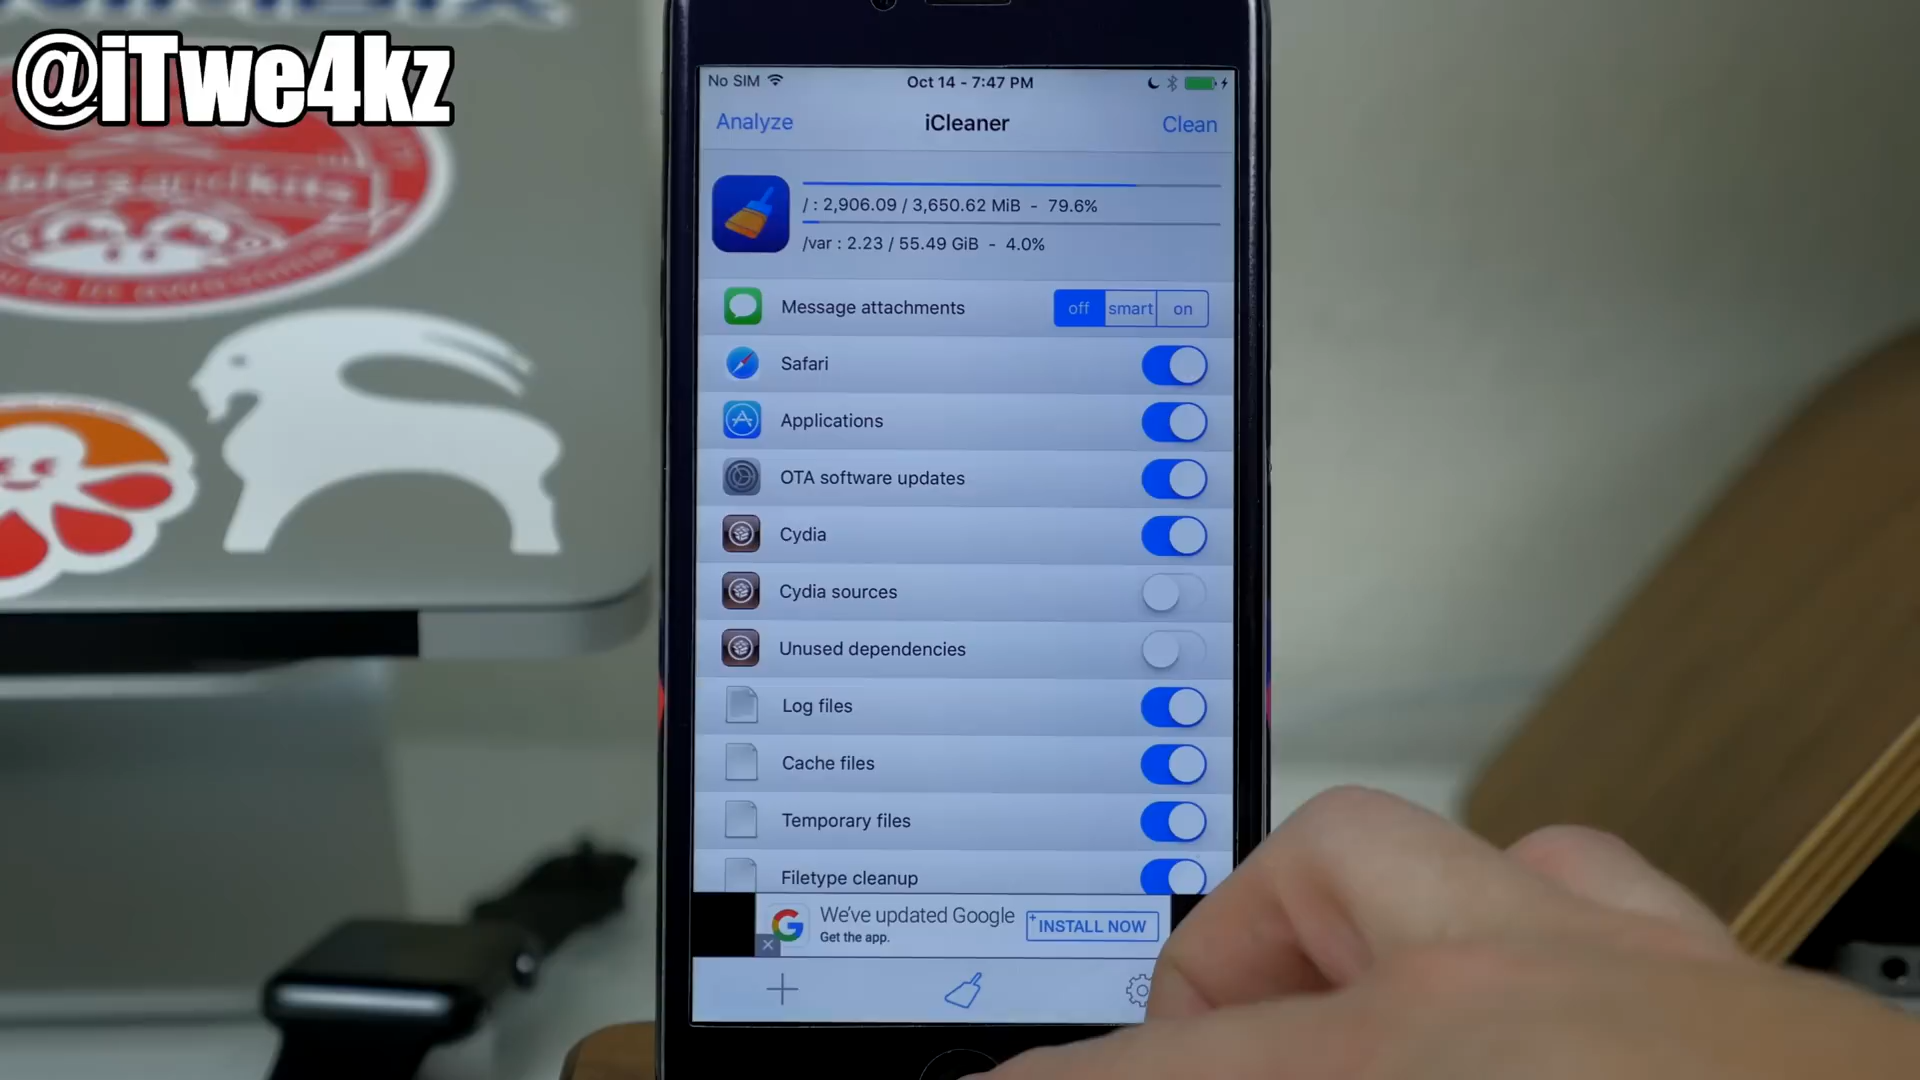 @iTwe4kz
No SIM
Oct 14 - 7:47 PM
Analyze
iCleaner
Clean
/ : 2,906.09 / 3,650.62 MiB - 79.6%
/var : 2.23 / 55.49 GiB - 4.0%
Message attachments
off smart on
Safari
Applications
OTA software updates
Cydia
Cydia sources
Unused dependencies
Log files
Cache files
Temporary files
Filetype cleanup
We've updated Google
Get the app.
INSTALL NOW